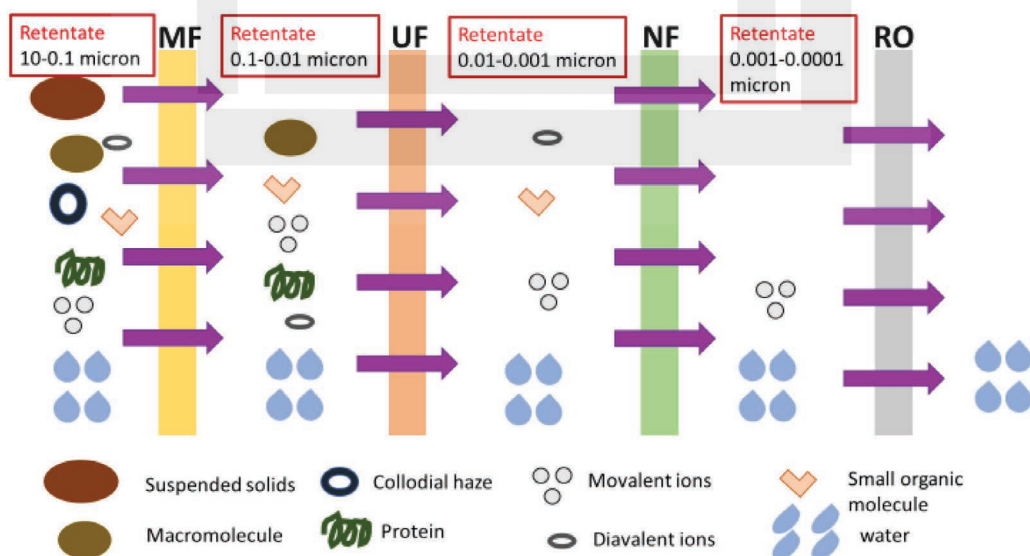 Retentate
10-0.1 micron
MF
Retentate
0.1-0.01 micron
UF
Retentate
0.01-0.001 micron
NF
Retentate
0.001-0.0001
micron
RO
Suspended solids
Collodial haze
Movalent ions
Small organic
molecule
Macromolecule
Protein
Diavalent ions
water